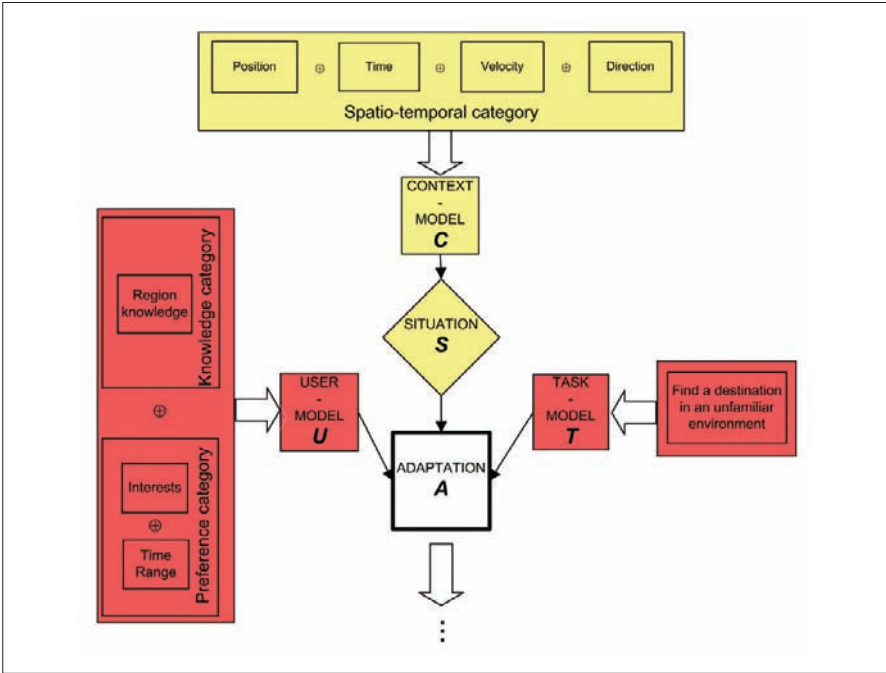 Position ⊕ Time ⊕ Velocity ⊕ Direction
Spatio-temporal category
CONTEXT
-
MODEL
C
SITUATION
S
Region
knowledge
Knowledge category
⊕
Interests
⊕
Time
Range
Preference category
USER
-
MODEL
U
TASK
-
MODEL
T
Find a destination
in an unfamiliar
environment
ADAPTATION
A
⋮